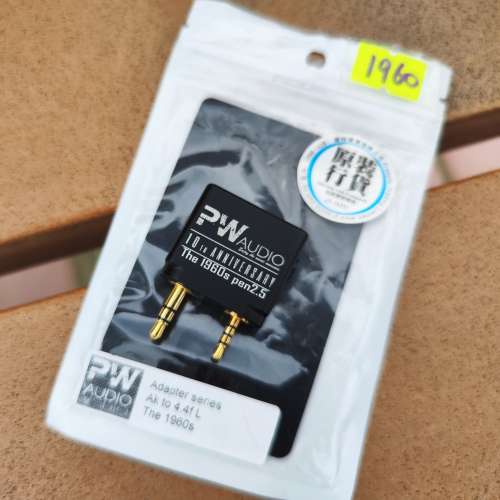 1960
原装
行貨
PW AUDIO
10TH ANNIVERSARY
The 1960s pen2.5
PW
AUDIO
Adapter series
Ak to 4.4f L
The 1960s